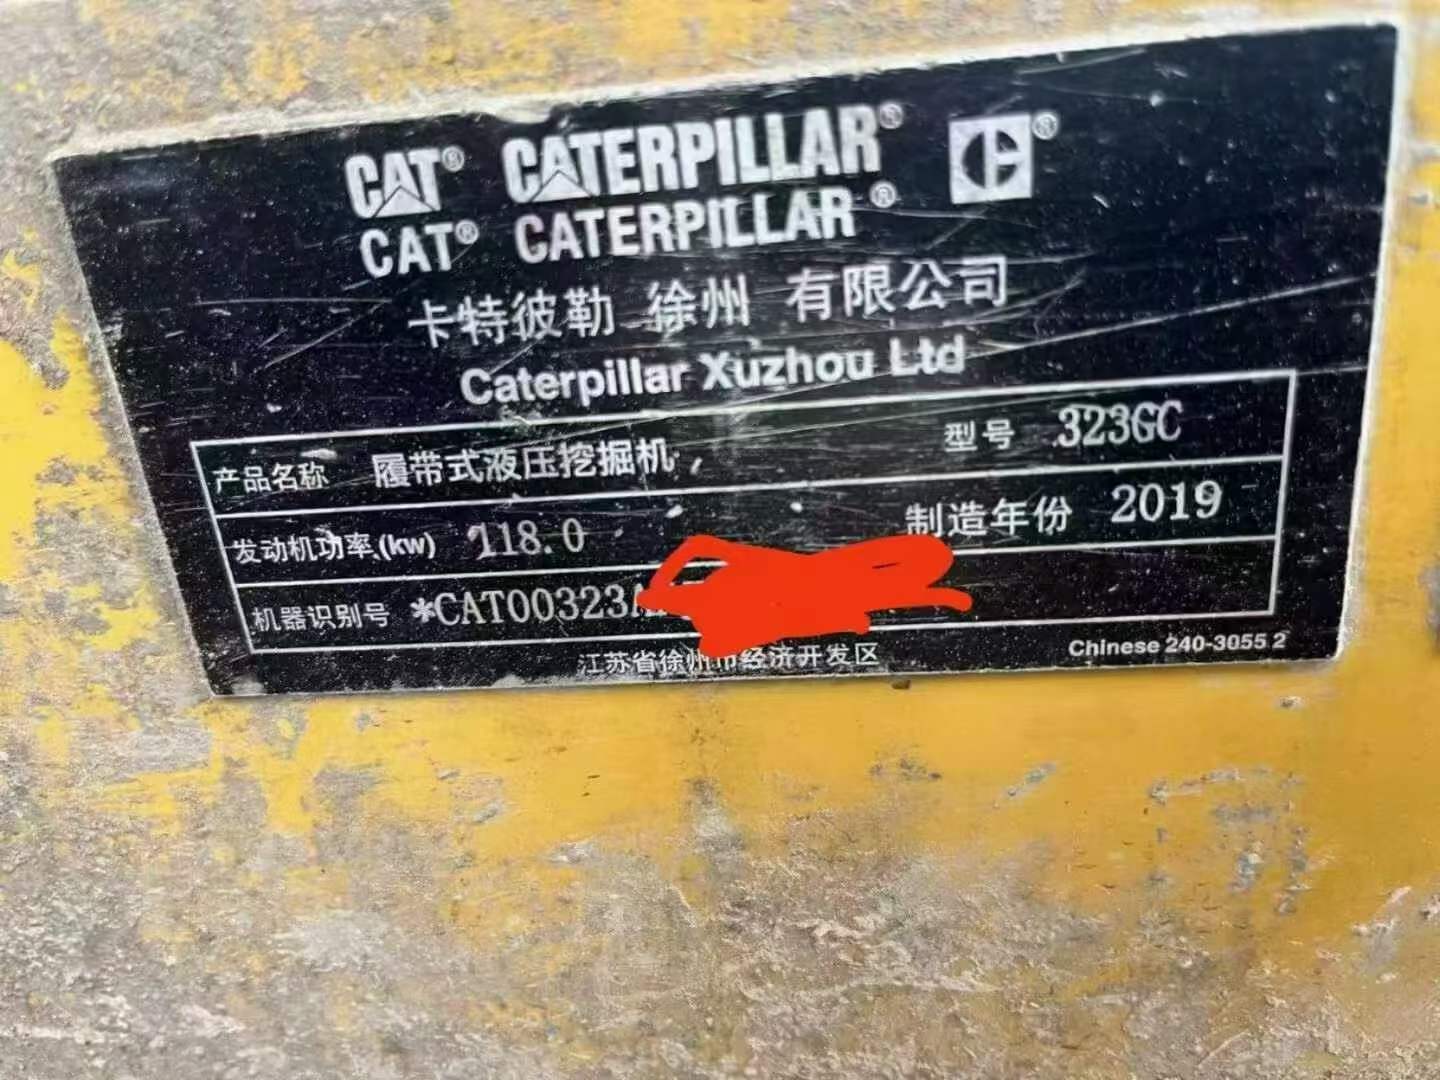 CAT® CATERPILLAR® C®
CAT® CATERPILLAR®
卡特彼勒 徐州 有限公司
Caterpillar Xuzhou Ltd
产品名称 履带式液压挖掘机 型号 323GC
发动机功率(kw) 118.0 制造年份 2019
机器识别号 *CAT00323
江苏省徐州市经济开发区 Chinese 240-3055 2